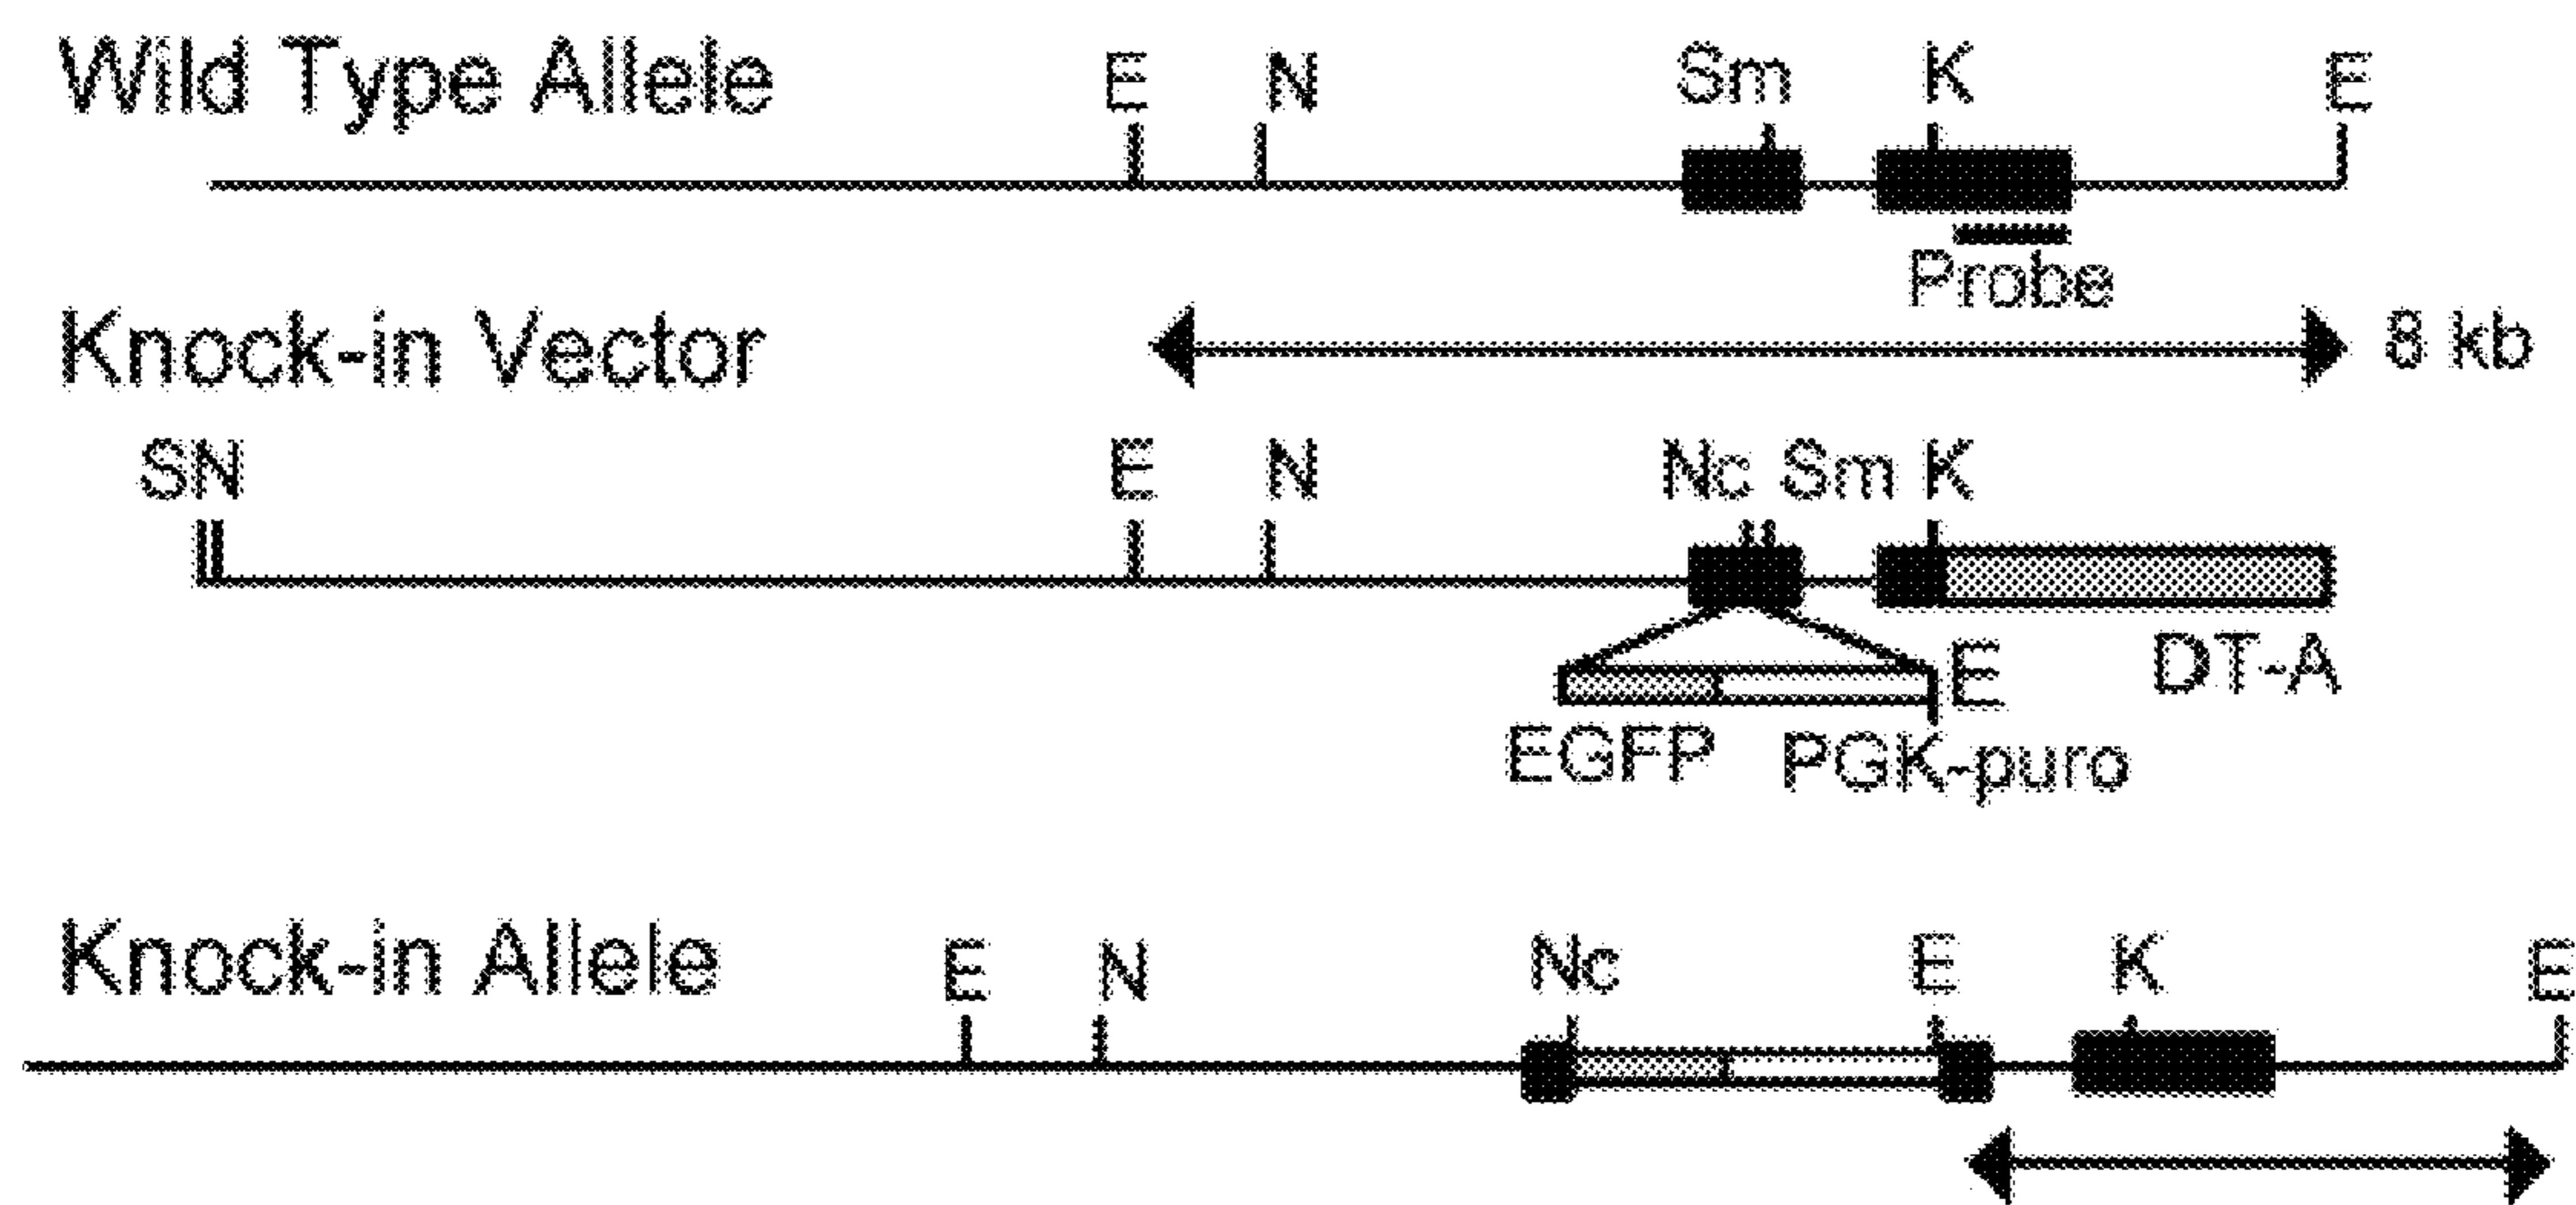 Wild Type Allele E N Sm K E
Probe
Knock-in Vector 8 kb
SN E N Nc Sm K
E DT-A
EGFP PGK-puro
Knock-in Allele E N Nc E K E